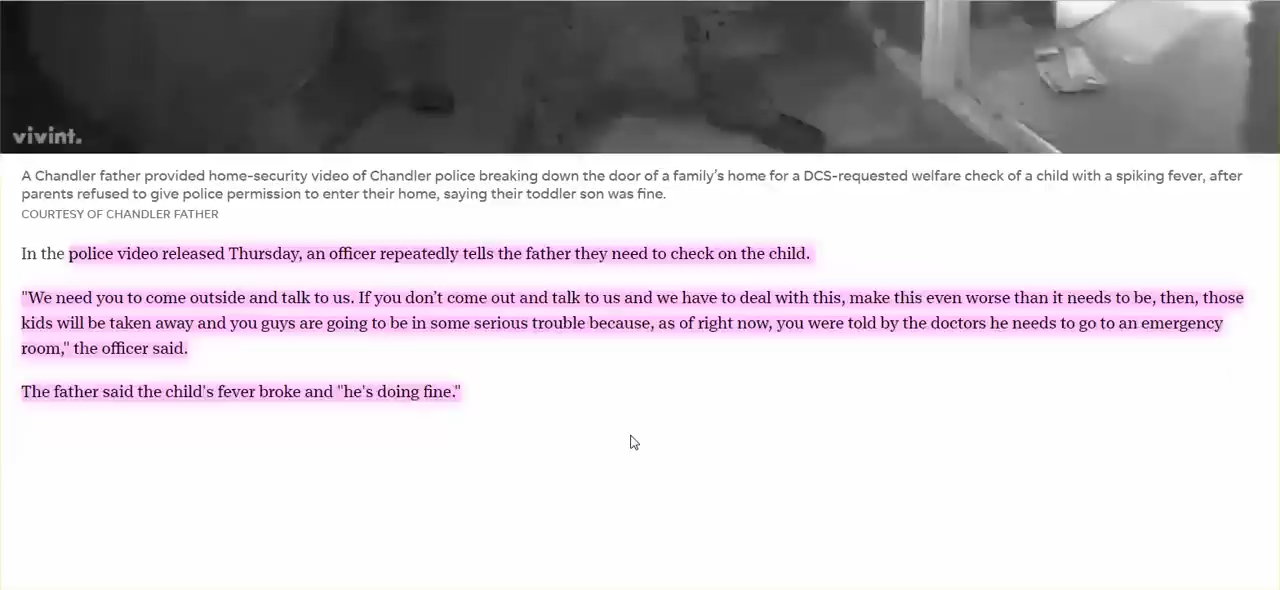 vivint.
A Chandler father provided home-security video of Chandler police breaking down the door of a family's home for a DCS-requested welfare check of a child with a spiking fever, after
parents refused to give police permission to enter their home, saying their toddler son was fine.
COURTESY OF CHANDLER FATHER
In the police video released Thursday, an officer repeatedly tells the father they need to check on the child.
"We need you to come outside and talk to us. If you don't come out and talk to us and we have to deal with this, make this even worse than it needs to be, then, those
kids will be taken away and you guys are going to be in some serious trouble because, as of right now, you were told by the doctors he needs to go to an emergency
room," the officer said.
The father said the child's fever broke and "he's doing fine."